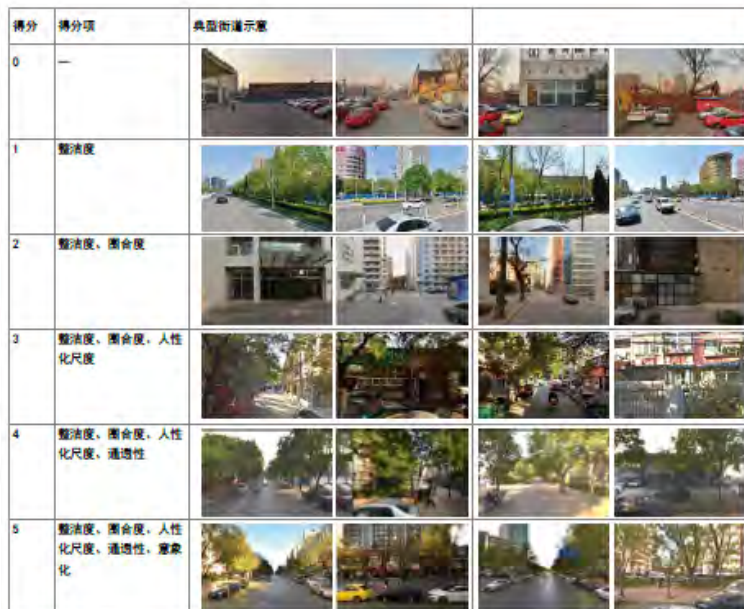 得分 得分项 典型街道示意
0 —
1 整洁度
2 整洁度、围合度
3 整洁度、围合度、人性
化尺度
4 整洁度、围合度、人性
化尺度、通透性
5 整洁度、围合度、人性
化尺度、通透性、意象
化